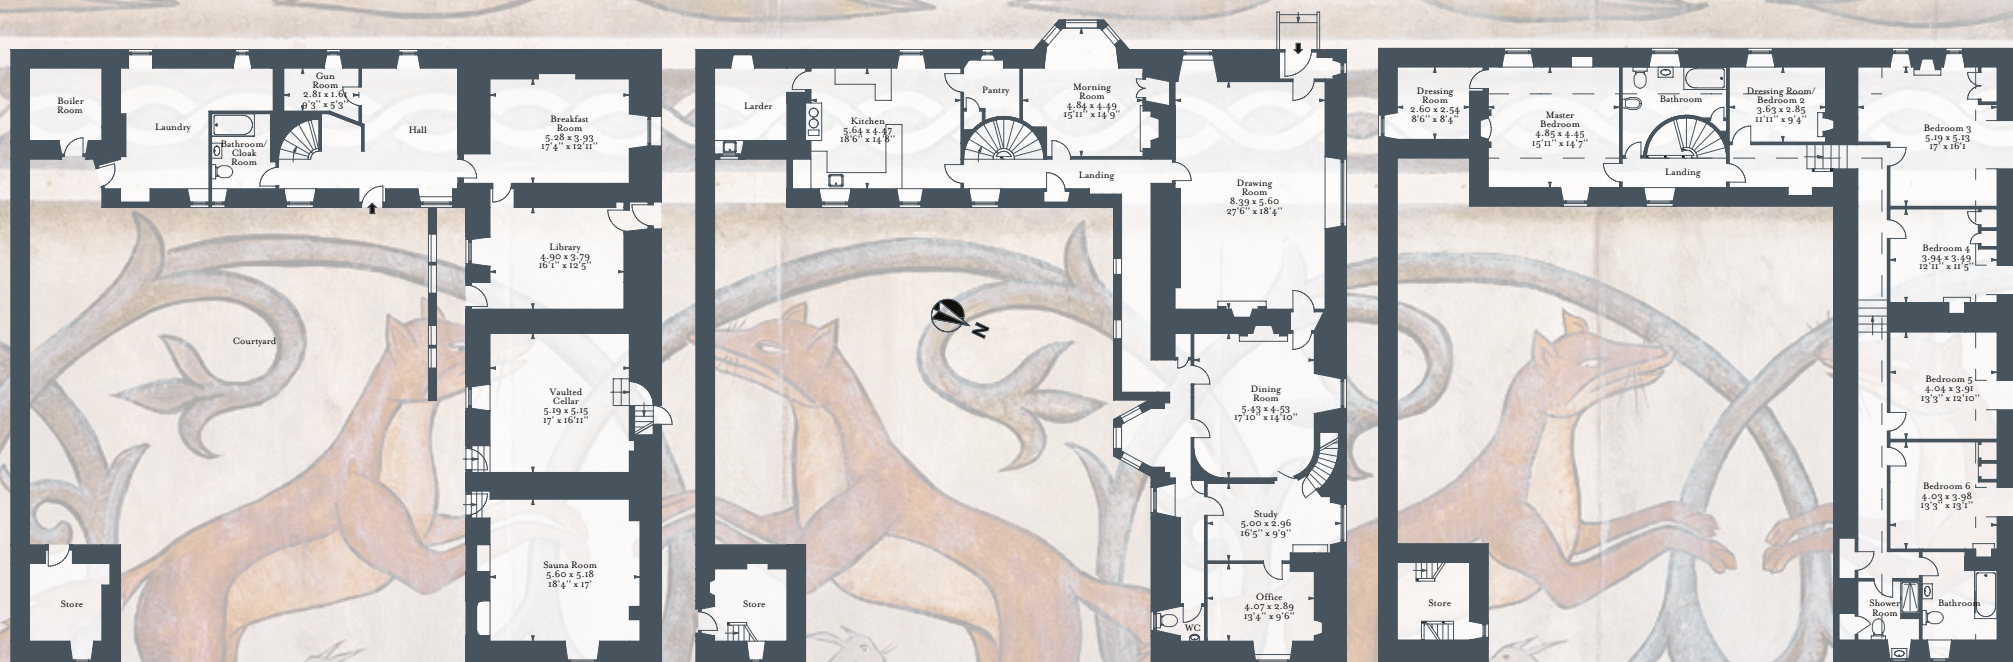 Boiler
Room
Laundry
Bathroom/
Cloak
Room
Gun
Room
2.81 x 1.61
9'3'' x 5'3''
Hall
Breakfast
Room
5.28 x 3.93
17'4'' x 12'11''
Library
4.90 x 3.79
16'1'' x 12'5''
Courtyard
Vaulted
Cellar
5.19 x 5.15
17' x 16'11''
Sauna Room
5.60 x 5.18
18'4'' x 17'
Store
Larder
Kitchen
5.64 x 4.47
18'6'' x 14'8''
Pantry
Morning
Room
4.84 x 4.49
15'11'' x 14'9''
Landing
Drawing
Room
8.39 x 5.60
27'6'' x 18'4''
N
Dining
Room
5.43 x 4.53
17'10'' x 14'10''
Study
5.00 x 2.96
16'5'' x 9'9''
Office
4.07 x 2.89
13'4'' x 9'6''
WC
Store
Dressing
Room
2.60 x 2.54
8'6'' x 8'4''
Master
Bedroom
4.85 x 4.45
15'11'' x 14'7''
Bathroom
Dressing Room/
Bedroom 2
3.63 x 2.85
11'11'' x 9'4''
Landing
Bedroom 3
5.19 x 5.13
17' x 16'1
Bedroom 4
3.94 x 3.49
12'11'' x 11'5''
Bedroom 5
4.04 x 3.91
13'3'' x 12'10''
Bedroom 6
4.03 x 3.98
13'3'' x 13'1''
Shower
Room
Bathroom
Store